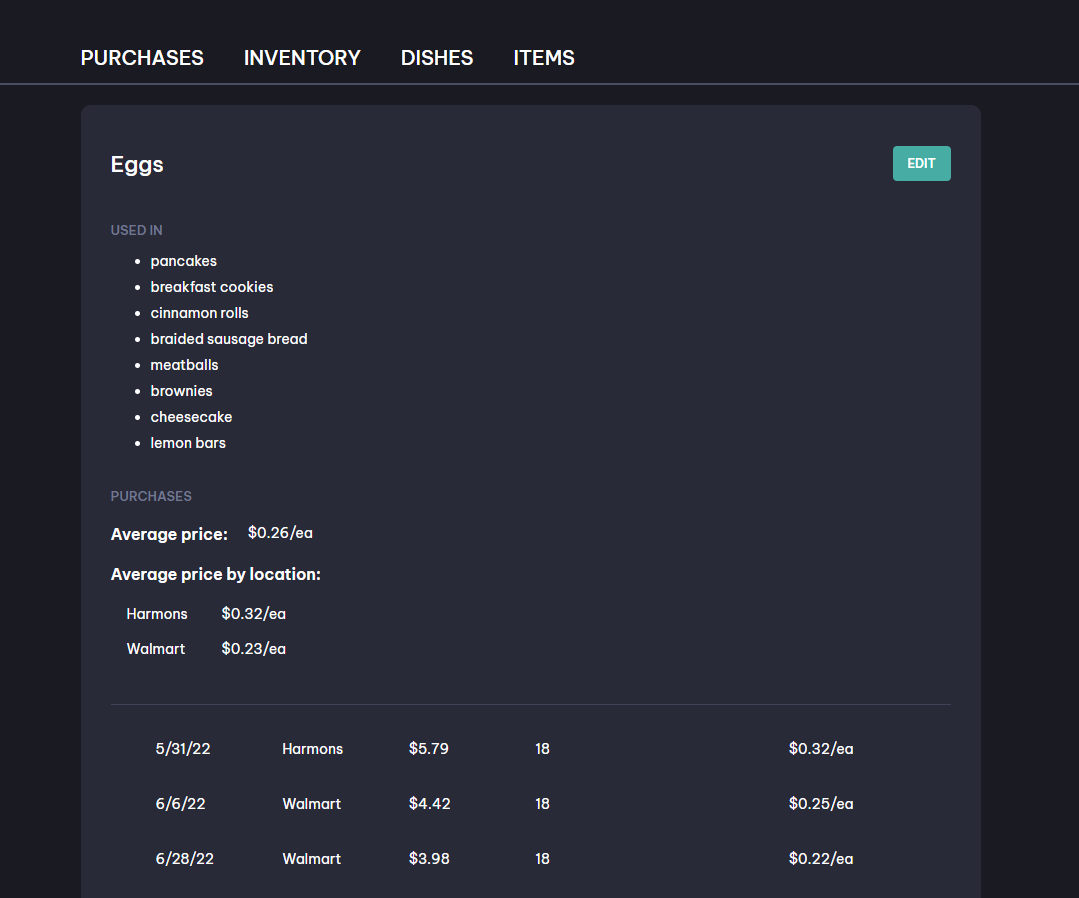 PURCHASES INVENTORY DISHES ITEMS
Eggs EDIT
USED IN
pancakes
breakfast cookies
cinnamon rolls
braided sausage bread
meatballs
brownies
cheesecake
lemon bars
PURCHASES
Average price: $0.26/ea
Average price by location:
Harmons $0.32/ea
Walmart $0.23/ea
5/31/22 Harmons $5.79 18 $0.32/ea
6/6/22 Walmart $4.42 18 $0.25/ea
6/28/22 Walmart $3.98 18 $0.22/ea